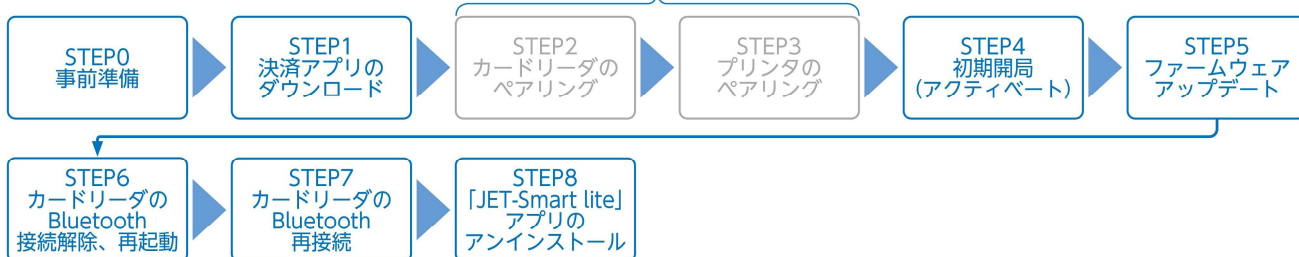 STEP0
事前準備
STEP1
決済アプリの
ダウンロード
STEP2
カードリーダの
ペアリング
STEP3
プリンタの
ペアリング
STEP4
初期開局
(アクティベート)
STEP5
ファームウェア
アップデート
STEP6
カードリーダの
Bluetooth
接続解除、再起動
STEP7
カードリーダの
Bluetooth
再接続
STEP8
「JET-Smart lite」
アプリの
アンインストール